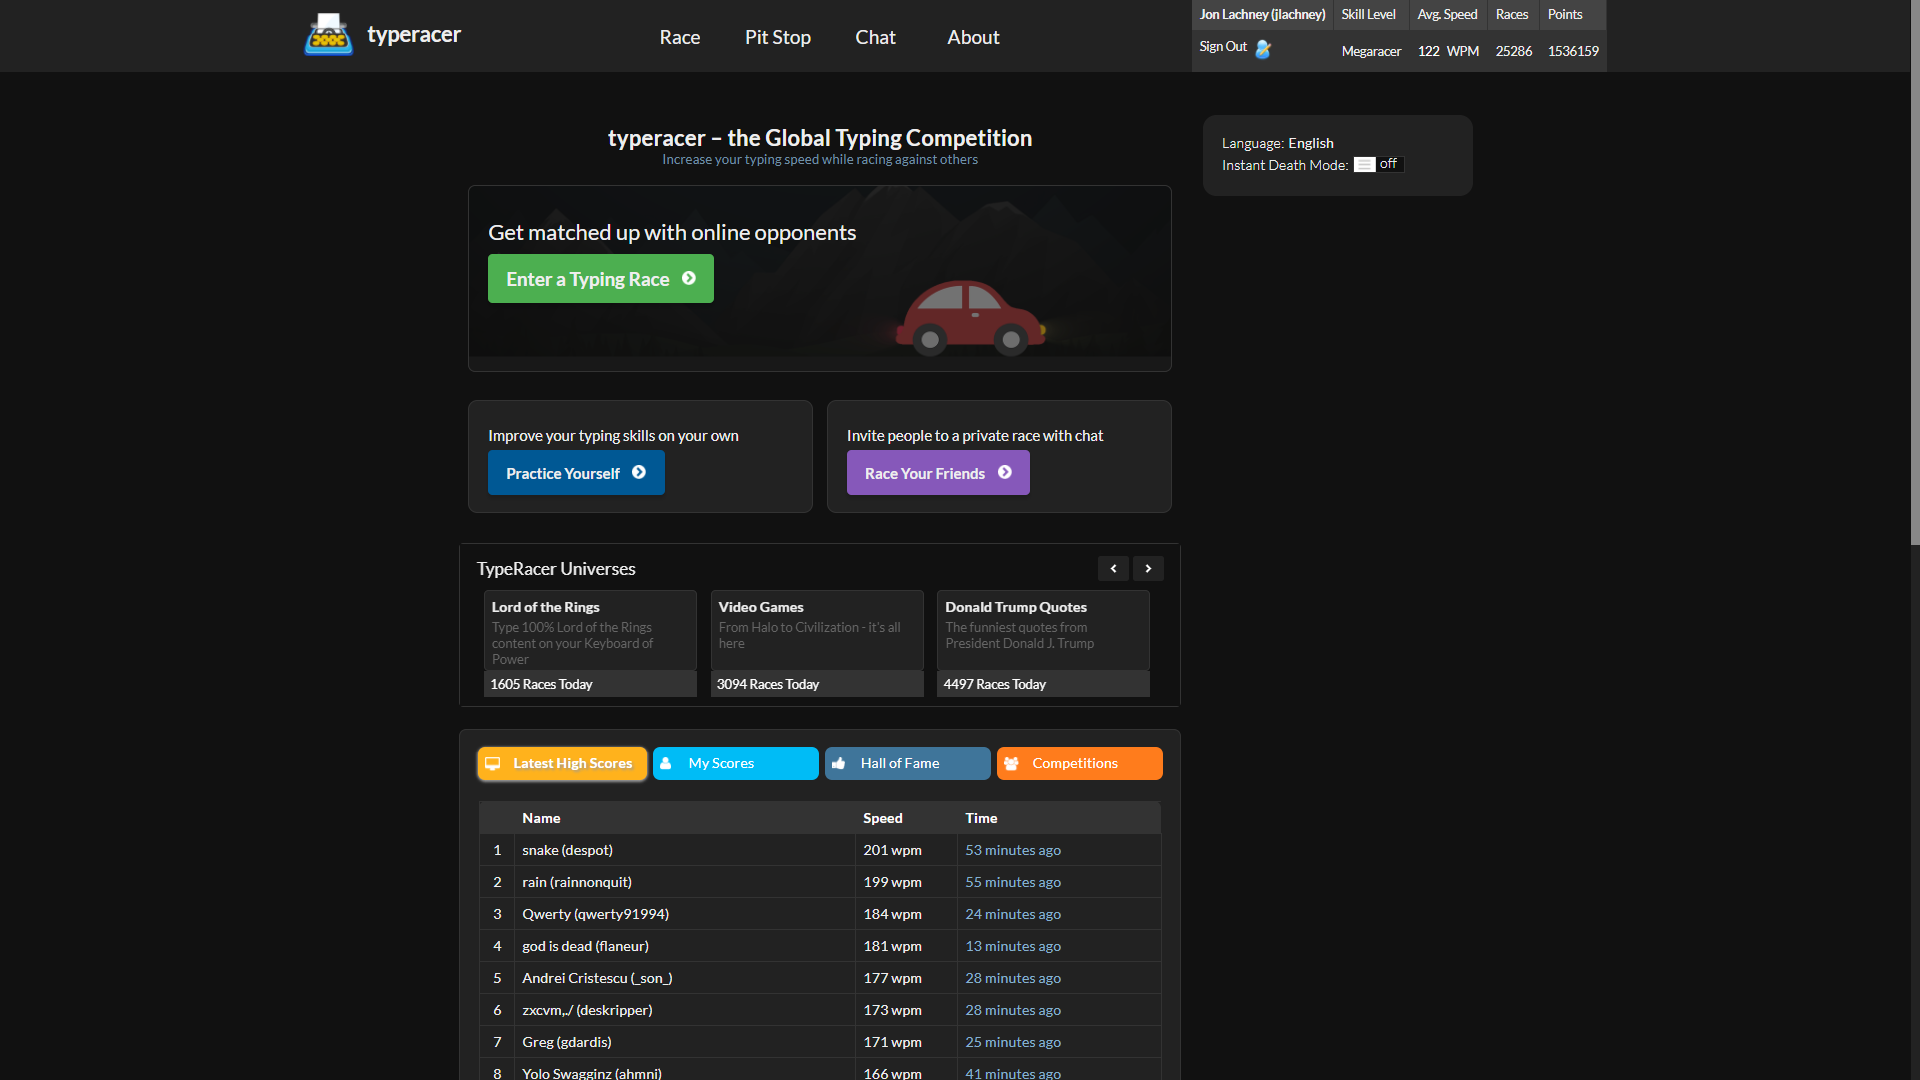 typeracer
Race
Pit Stop
Chat
About
Jon Lachney (jlachney)
Skill Level
Avg. Speed
Races
Points
Sign Out
Megaracer
122 WPM
25286
1536159
typeracer – the Global Typing Competition
Increase your typing speed while racing against others
Language: English
Instant Death Mode: off
Get matched up with online opponents
Enter a Typing Race
Improve your typing skills on your own
Practice Yourself
Invite people to a private race with chat
Race Your Friends
TypeRacer Universes
Lord of the Rings
Type 100% Lord of the Rings
content on your Keyboard of
Power
1605 Races Today
Video Games
From Halo to Civilization - it's all
here
3094 Races Today
Donald Trump Quotes
The funniest quotes from
President Donald J. Trump
4497 Races Today
Latest High Scores
My Scores
Hall of Fame
Competitions
Name Speed Time
1 snake (despot) 201 wpm 53 minutes ago
2 rain (rainnonquit) 199 wpm 55 minutes ago
3 Qwerty (qwerty91994) 184 wpm 24 minutes ago
4 god is dead (flaneur) 181 wpm 13 minutes ago
5 Andrei Cristescu (_son_) 177 wpm 28 minutes ago
6 zxcvm,./ (deskripper) 173 wpm 28 minutes ago
7 Greg (gdardis) 171 wpm 25 minutes ago
8 Yolo Swagginz (ahmni) 166 wpm 41 minutes ago